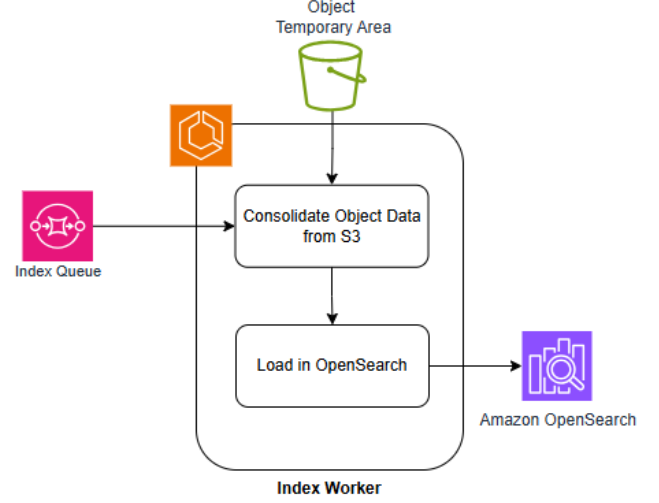 Object
Temporary Area
Consolidate Object Data
from S3
Index Queue
Load in OpenSearch
Amazon OpenSearch
Index Worker